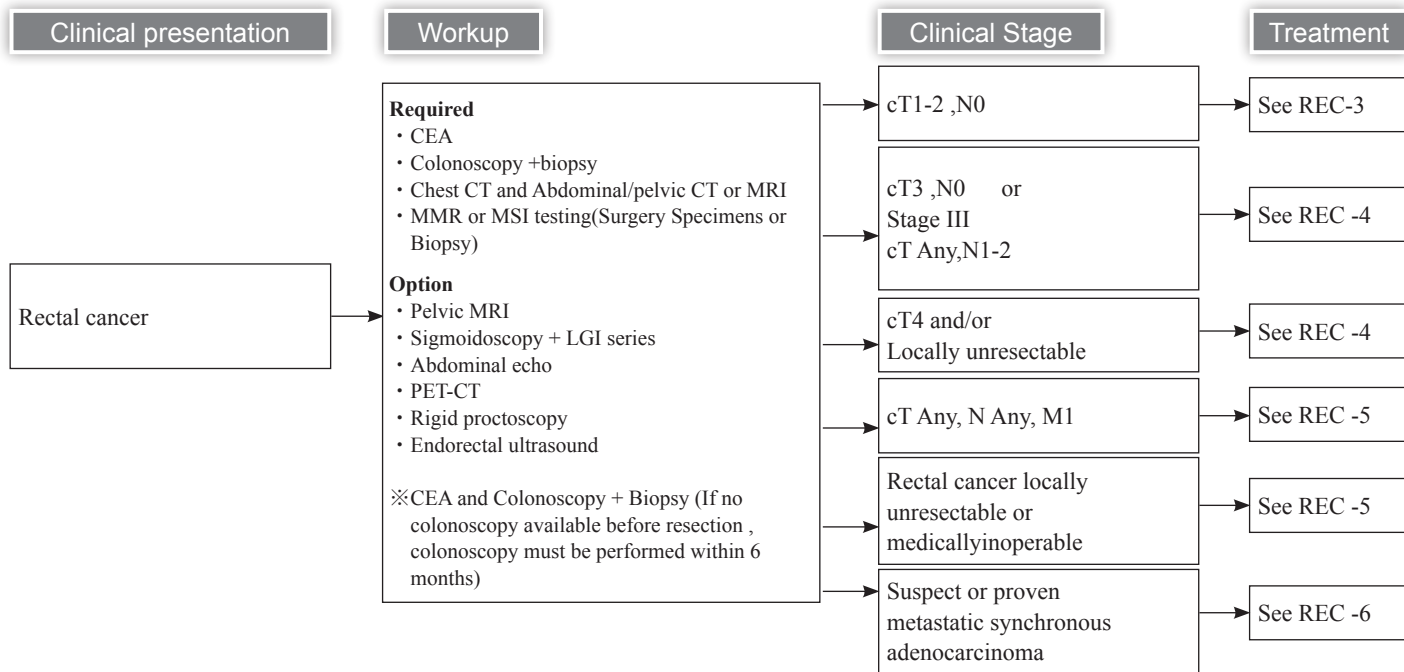 Clinical presentation
Workup
Clinical Stage
Treatment
Rectal cancer
Required
・CEA
・Colonoscopy +biopsy
・Chest CT and Abdominal/pelvic CT or MRI
・MMR or MSI testing(Surgery Specimens or
Biopsy)
Option
・Pelvic MRI
・Sigmoidoscopy + LGI series
・Abdominal echo
・PET-CT
・Rigid proctoscopy
・Endorectal ultrasound
※CEA and Colonoscopy + Biopsy (If no
colonoscopy available before resection ,
colonoscopy must be performed within 6
months)
cT1-2 ,N0
See REC-3
cT3 ,N0 or
Stage III
cT Any,N1-2
See REC -4
cT4 and/or
Locally unresectable
See REC -4
cT Any, N Any, M1
See REC -5
Rectal cancer locally
unresectable or
medicallyinoperable
See REC -5
Suspect or proven
metastatic synchronous
adenocarcinoma
See REC -6